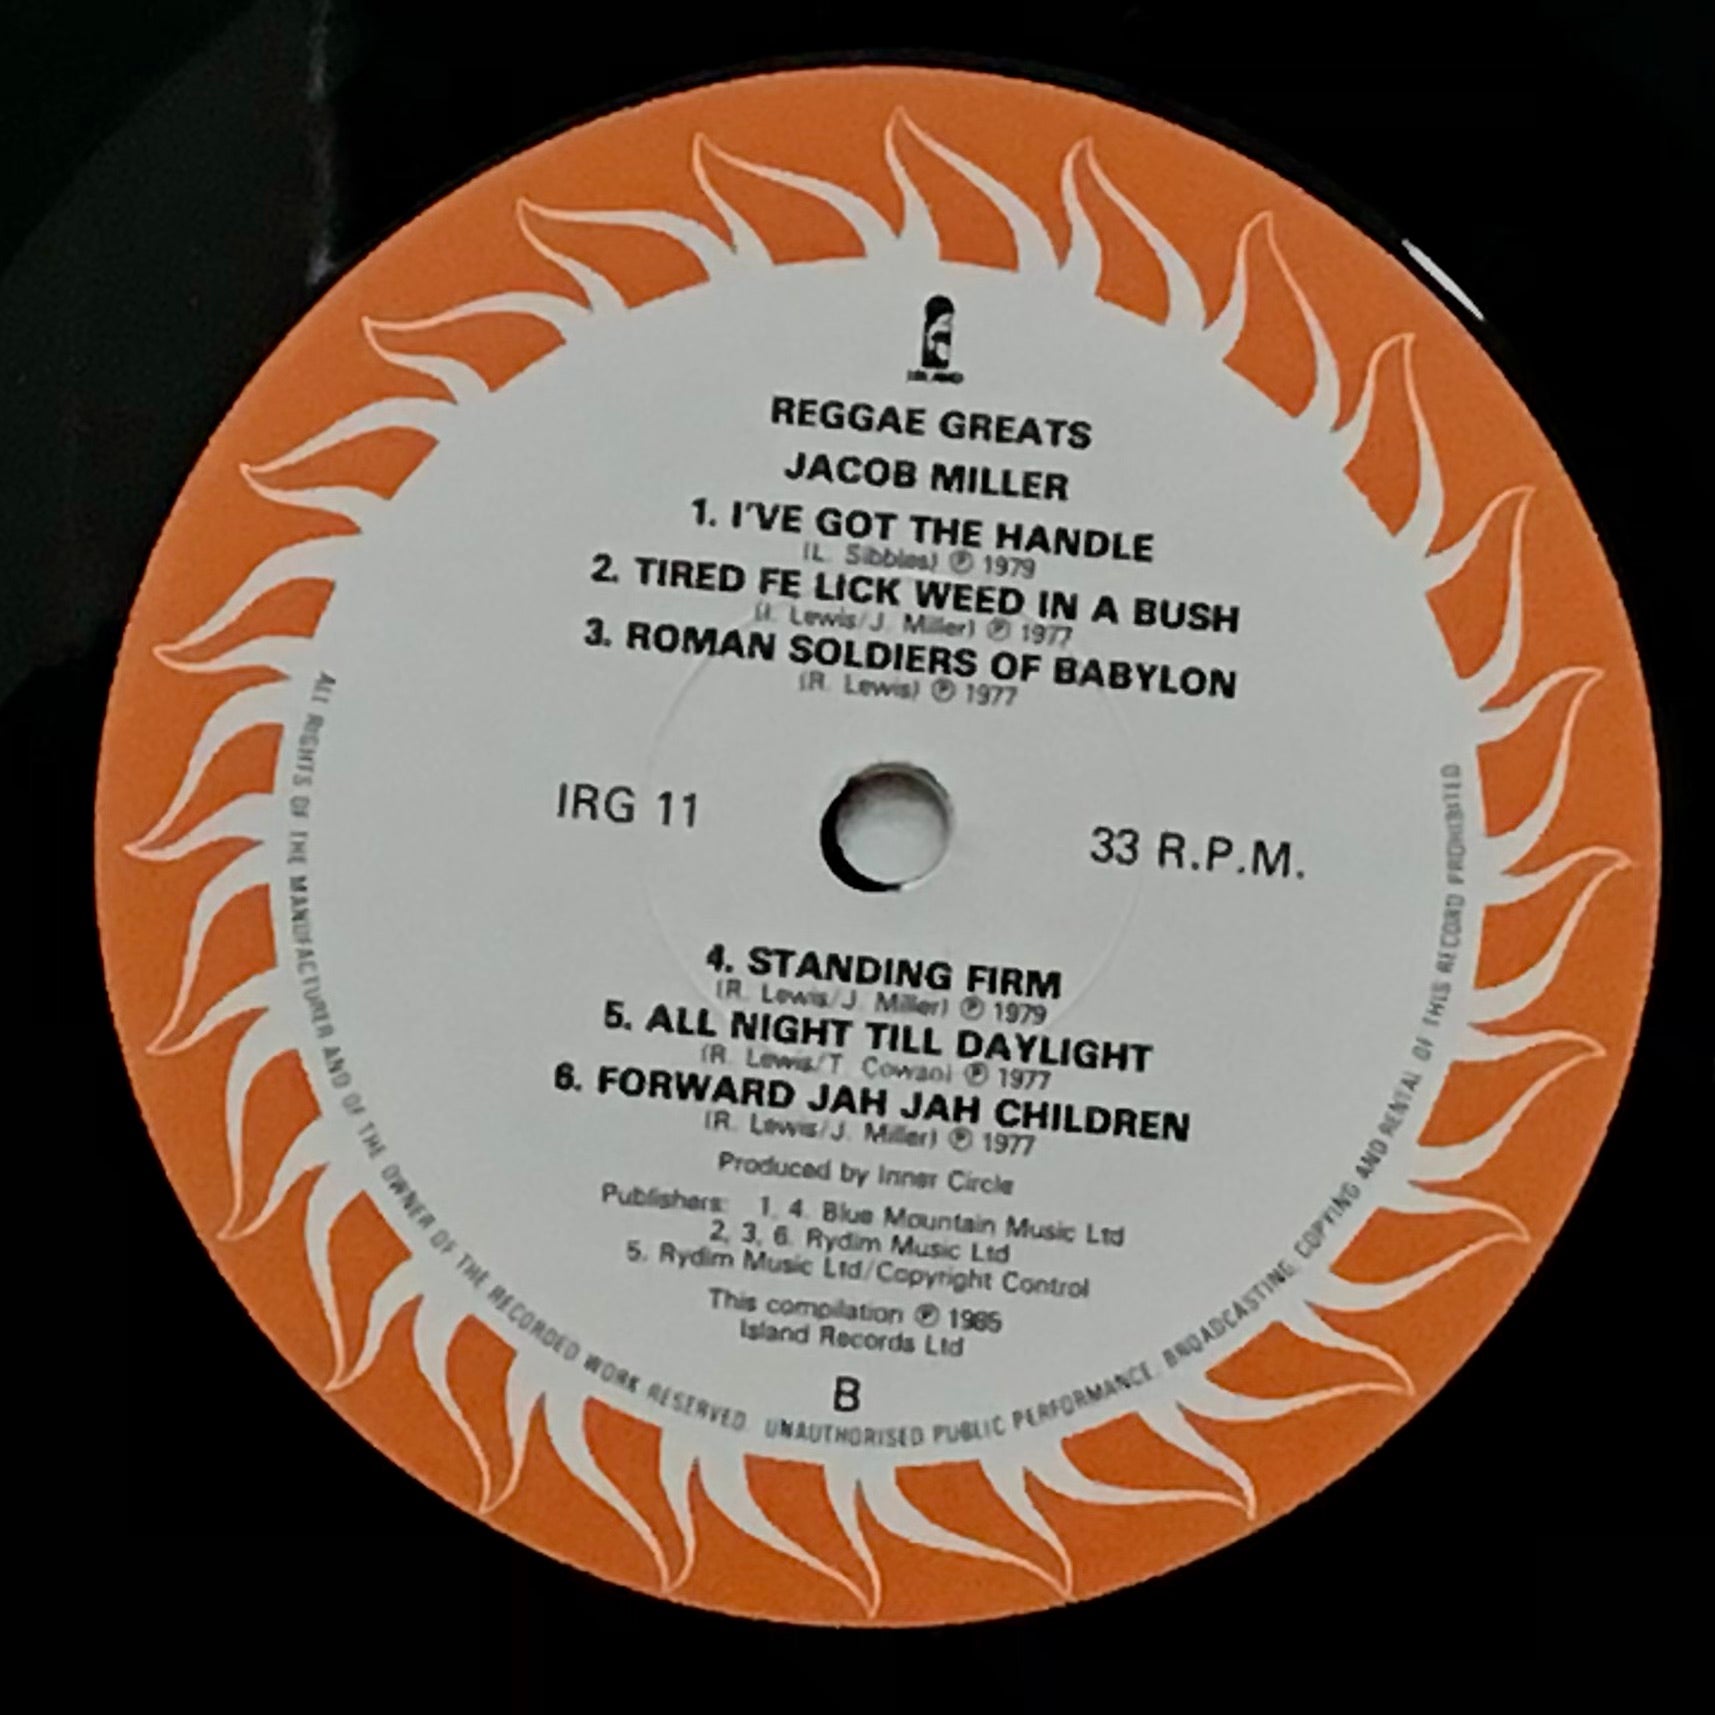 ISLAND
REGGAE GREATS
JACOB MILLER
1. I'VE GOT THE HANDLE
(L. Sibbles) ℗ 1979
2. TIRED FE LICK WEED IN A BUSH
(I. Lewis/J. Miller) ℗ 1977
3. ROMAN SOLDIERS OF BABYLON
(R. Lewis) ℗ 1977
IRG 11
33 R.P.M.
4. STANDING FIRM
(R. Lewis/J. Miller) ℗ 1979
5. ALL NIGHT TILL DAYLIGHT
(R. Lewis/T. Cowan) ℗ 1977
6. FORWARD JAH JAH CHILDREN
(R. Lewis/J. Miller) ℗ 1977
Produced by Inner Circle
Publishers: 1, 4. Blue Mountain Music Ltd
2, 3, 6. Rydim Music Ltd
5. Rydim Music Ltd/Copyright Control
This compilation ℗ 1985
Island Records Ltd
B
ALL RIGHTS OF THE MANUFACTURER AND OF THE OWNER OF THE RECORDED WORK RESERVED. UNAUTHORISED PUBLIC PERFORMANCE. BROADCASTING. COPYING AND RENTAL OF THIS RECORD PROHIBITED